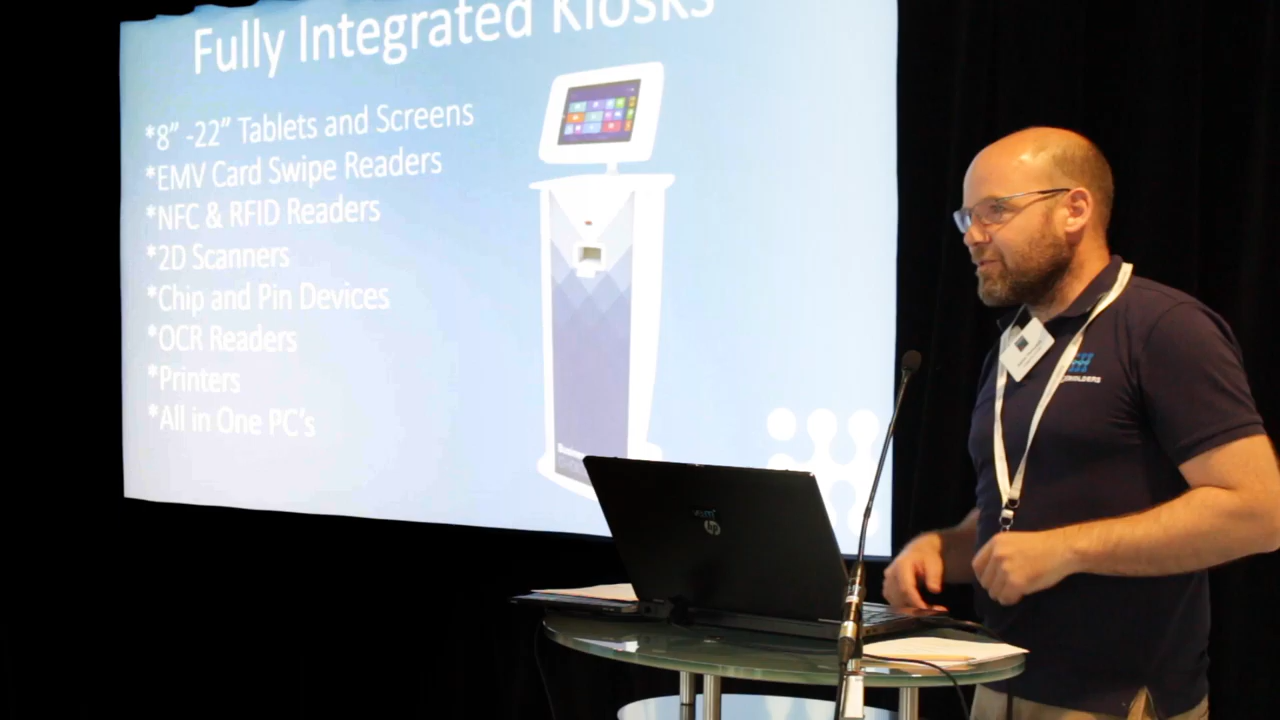 Fully Integrated Kiosks
*8” -22” Tablets and Screens
*EMV Card Swipe Readers
*NFC & RFID Readers
*2D Scanners
*Chip and Pin Devices
*OCR Readers
*Printers
*All in One PC’s
hp